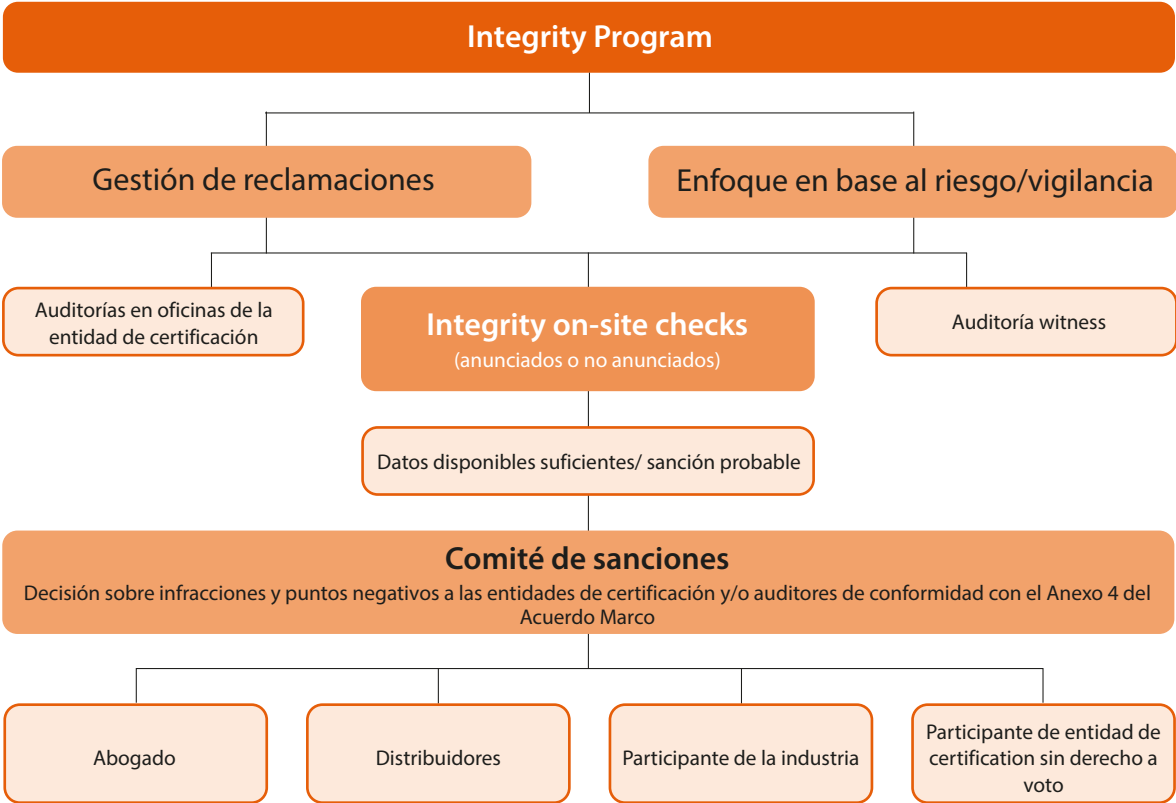 Integrity Program
Gestión de reclamaciones
Enfoque en base al riesgo/vigilancia
Auditorías en oficinas de la
entidad de certificación
Integrity on-site checks
(anunciados o no anunciados)
Auditoría witness
Datos disponibles suficientes/ sanción probable
Comité de sanciones
Decisión sobre infracciones y puntos negativos a las entidades de certificación y/o auditores de conformidad con el Anexo 4 del
Acuerdo Marco
Abogado
Distribuidores
Participante de la industria
Participante de entidad de
certification sin derecho a
voto